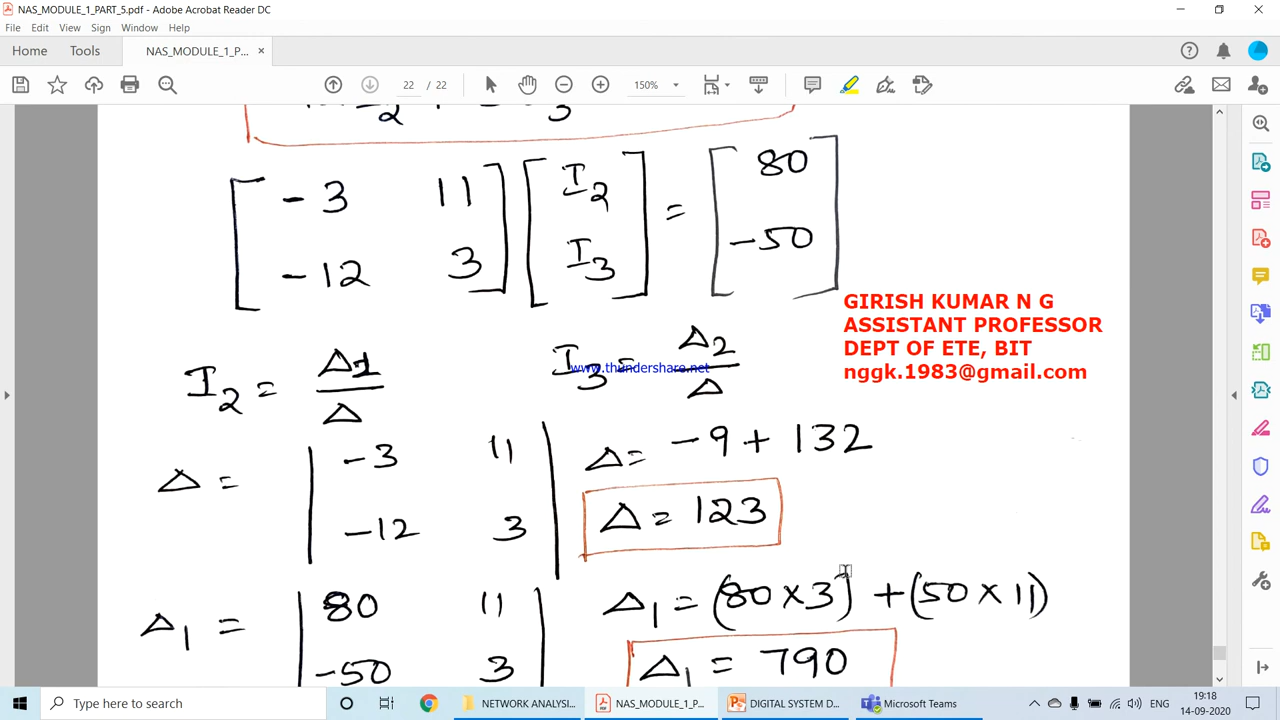 NAS_MODULE_1_PART_5.pdf - Adobe Acrobat Reader DC
File Edit View Sign Window Help
Home Tools NAS_MODULE_1_P... ×
22 / 22 150%
2 3
[ -3 11 ] [ I2 ] = [ 80 ]
[ -12 3 ] [ I3 ] [ -50 ]
GIRISH KUMAR N G
ASSISTANT PROFESSOR
DEPT OF ETE, BIT
nggk.1983@gmail.com
I2 = Δ1/Δ I3 = Δ2/Δ
www.thundershare.net
Δ = | -3 11 | Δ = -9 + 132
| -12 3 | Δ = 123
Δ1 = | 80 11 | Δ1 = (80 × 3) + (50 × 11)
| -50 3 | Δ1 = 790
Type here to search NETWORK ANALYSI... NAS_MODULE_1_P... DIGITAL SYSTEM D... Microsoft Teams ENG 19:18
14-09-2020